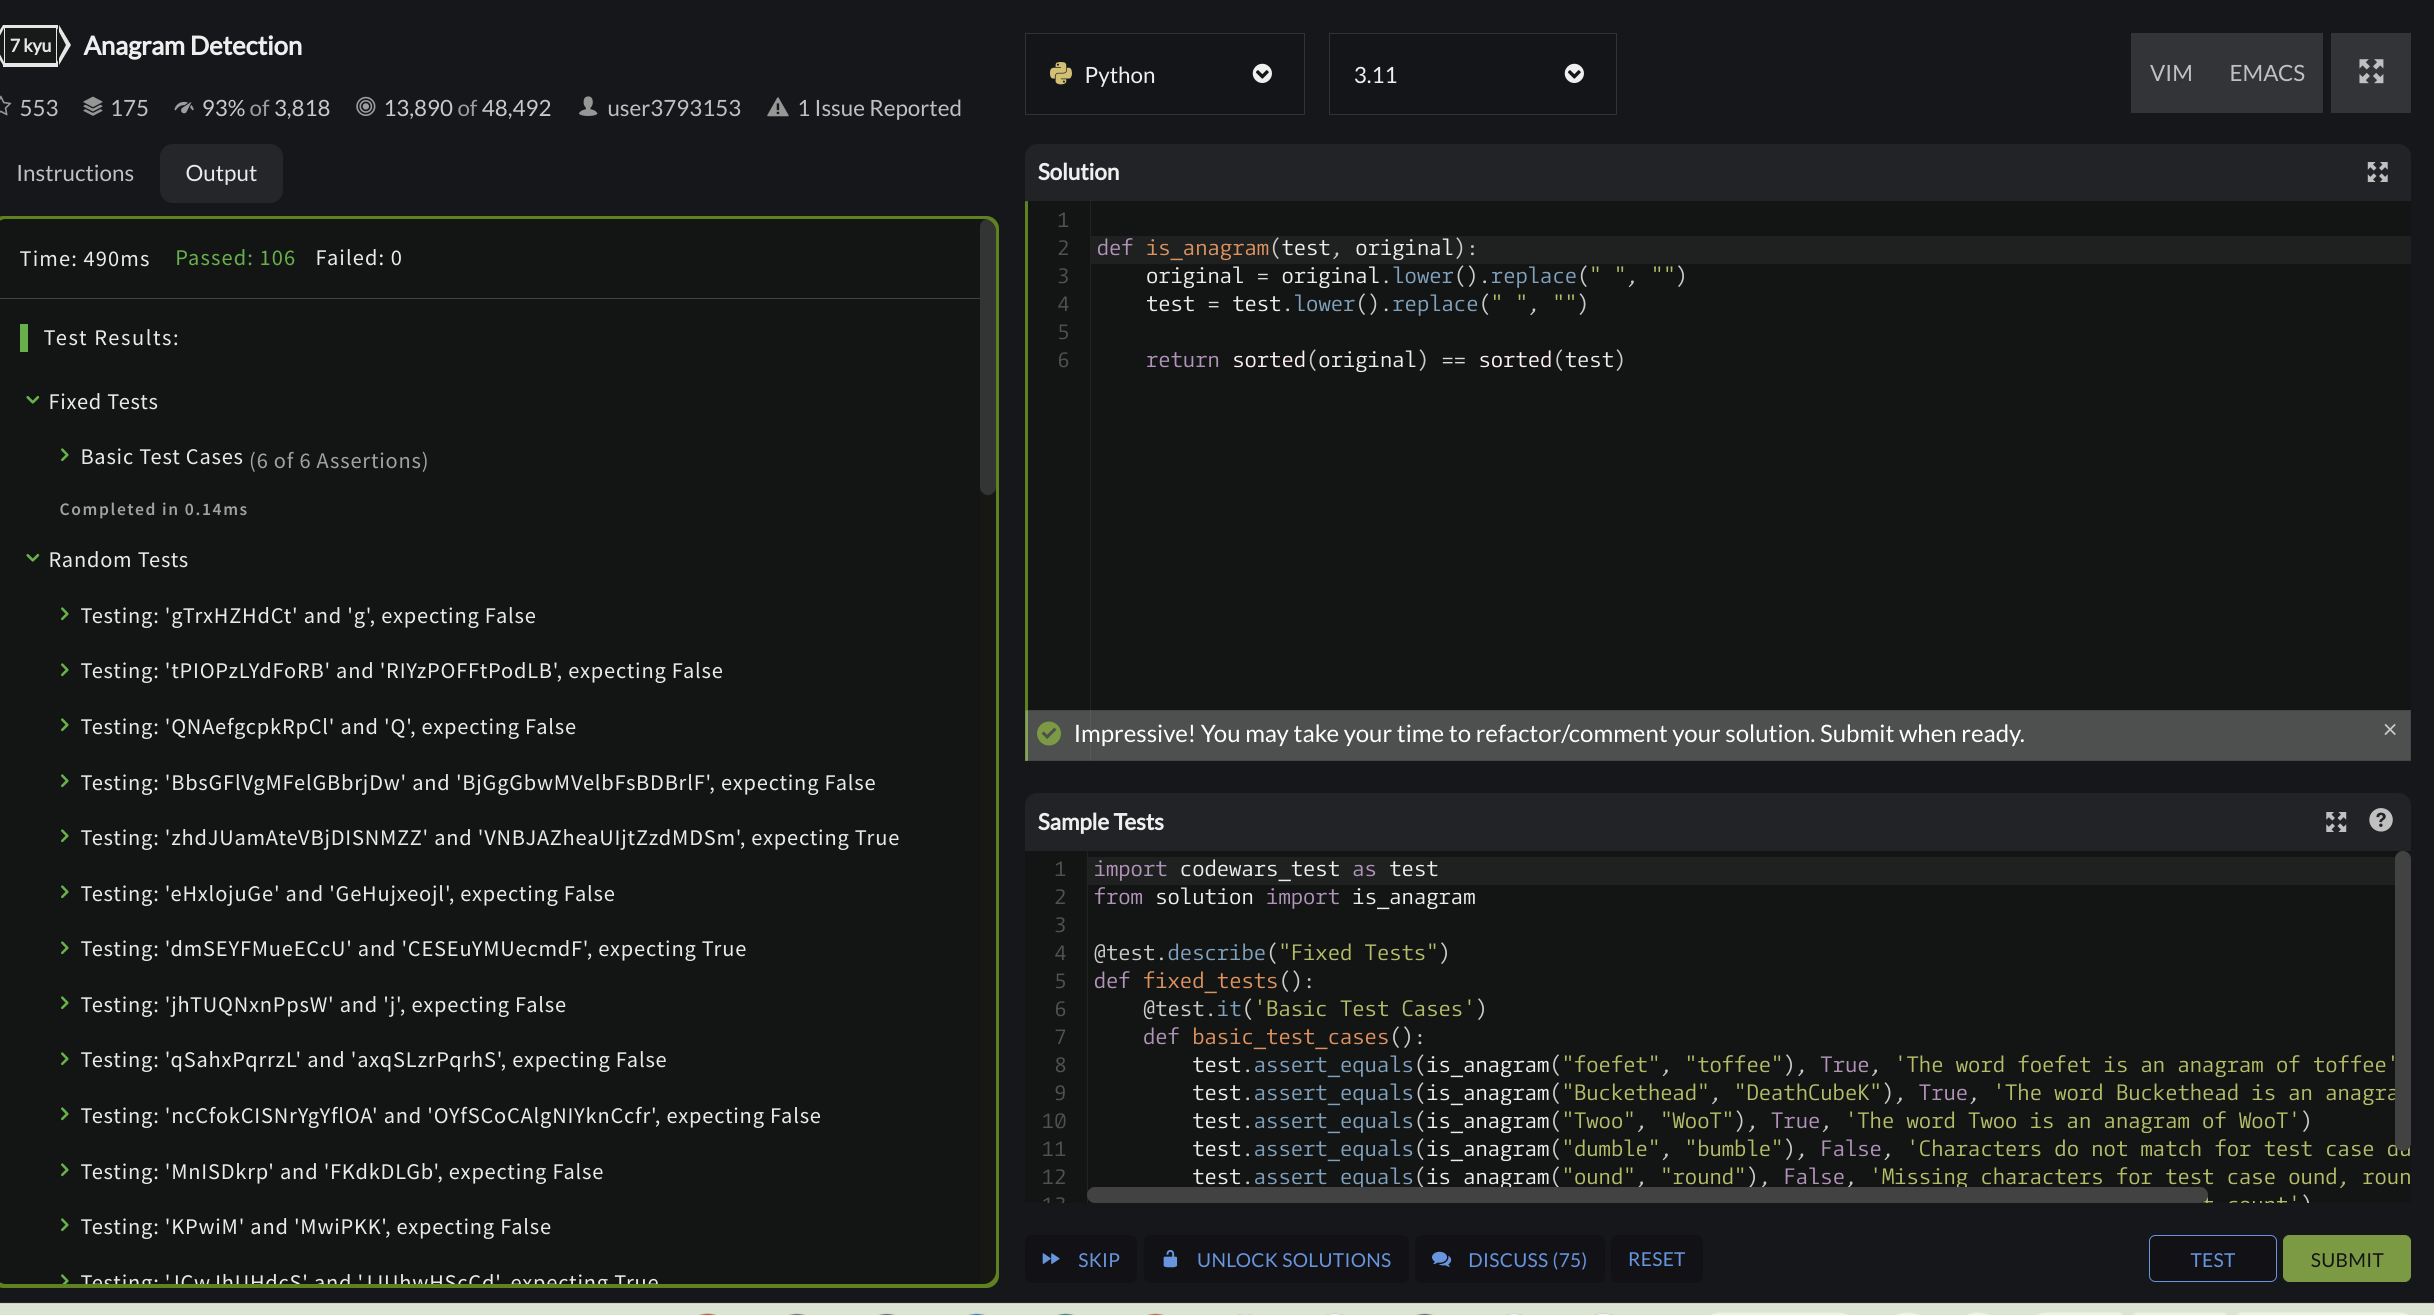 7 kyu Anagram Detection
553 175 93% of 3,818 13,890 of 48,492 user3793153 1 Issue Reported
Instructions Output
Time: 490ms Passed: 106 Failed: 0
Test Results:
Fixed Tests
Basic Test Cases (6 of 6 Assertions)
Completed in 0.14ms
Random Tests
Testing: 'gTrxHZHdCt' and 'g', expecting False
Testing: 'tPIOPzLYdFoRB' and 'RIYzPOFFtPodLB', expecting False
Testing: 'QNAefgcpkRpCl' and 'Q', expecting False
Testing: 'BbsGFlVgMFelGBbrjDw' and 'BjGgGbwMVelbFsBDBrlF', expecting False
Testing: 'zhdJUamAteVBjDISNMZZ' and 'VNBJAZheaUIjtZzdMDSm', expecting True
Testing: 'eHxlojuGe' and 'GeHujxeojl', expecting False
Testing: 'dmSEYFMueECcU' and 'CESEuYMUecmdF', expecting True
Testing: 'jhTUQNxnPpsW' and 'j', expecting False
Testing: 'qSahxPqrrzL' and 'axqSLzrPqrhS', expecting False
Testing: 'ncCfokCISNrYgYflOA' and 'OYfSCoCAlgNIYknCcfr', expecting False
Testing: 'MnISDkrp' and 'FKdkDLGb', expecting False
Testing: 'KPwiM' and 'MwiPKK', expecting False
Testing: and expecting True
Python 3.11 VIM EMACS
Solution
1
2 def is_anagram(test, original):
3 original = original.lower().replace(" ", "")
4 test = test.lower().replace(" ", "")
5
6 return sorted(original) == sorted(test)
Impressive! You may take your time to refactor/comment your solution. Submit when ready.
Sample Tests
1 import codewars_test as test
2 from solution import is_anagram
3
4 @test.describe("Fixed Tests")
5 def fixed_tests():
6 @test.it('Basic Test Cases')
7 def basic_test_cases():
8 test.assert_equals(is_anagram("foefet", "toffee"), True, 'The word foefet is an anagram of toffee'
9 test.assert_equals(is_anagram("Buckethead", "DeathCubeK"), True, 'The word Buckethead is an anagra
10 test.assert_equals(is_anagram("Twoo", "WooT"), True, 'The word Twoo is an anagram of WooT')
11 test.assert_equals(is_anagram("dumble", "bumble"), False, 'Characters do not match for test case du
12 test.assert_equals(is_anagram("ound", "round"), False, 'Missing characters for test case ound, roun
SKIP UNLOCK SOLUTIONS DISCUSS (75) RESET TEST SUBMIT